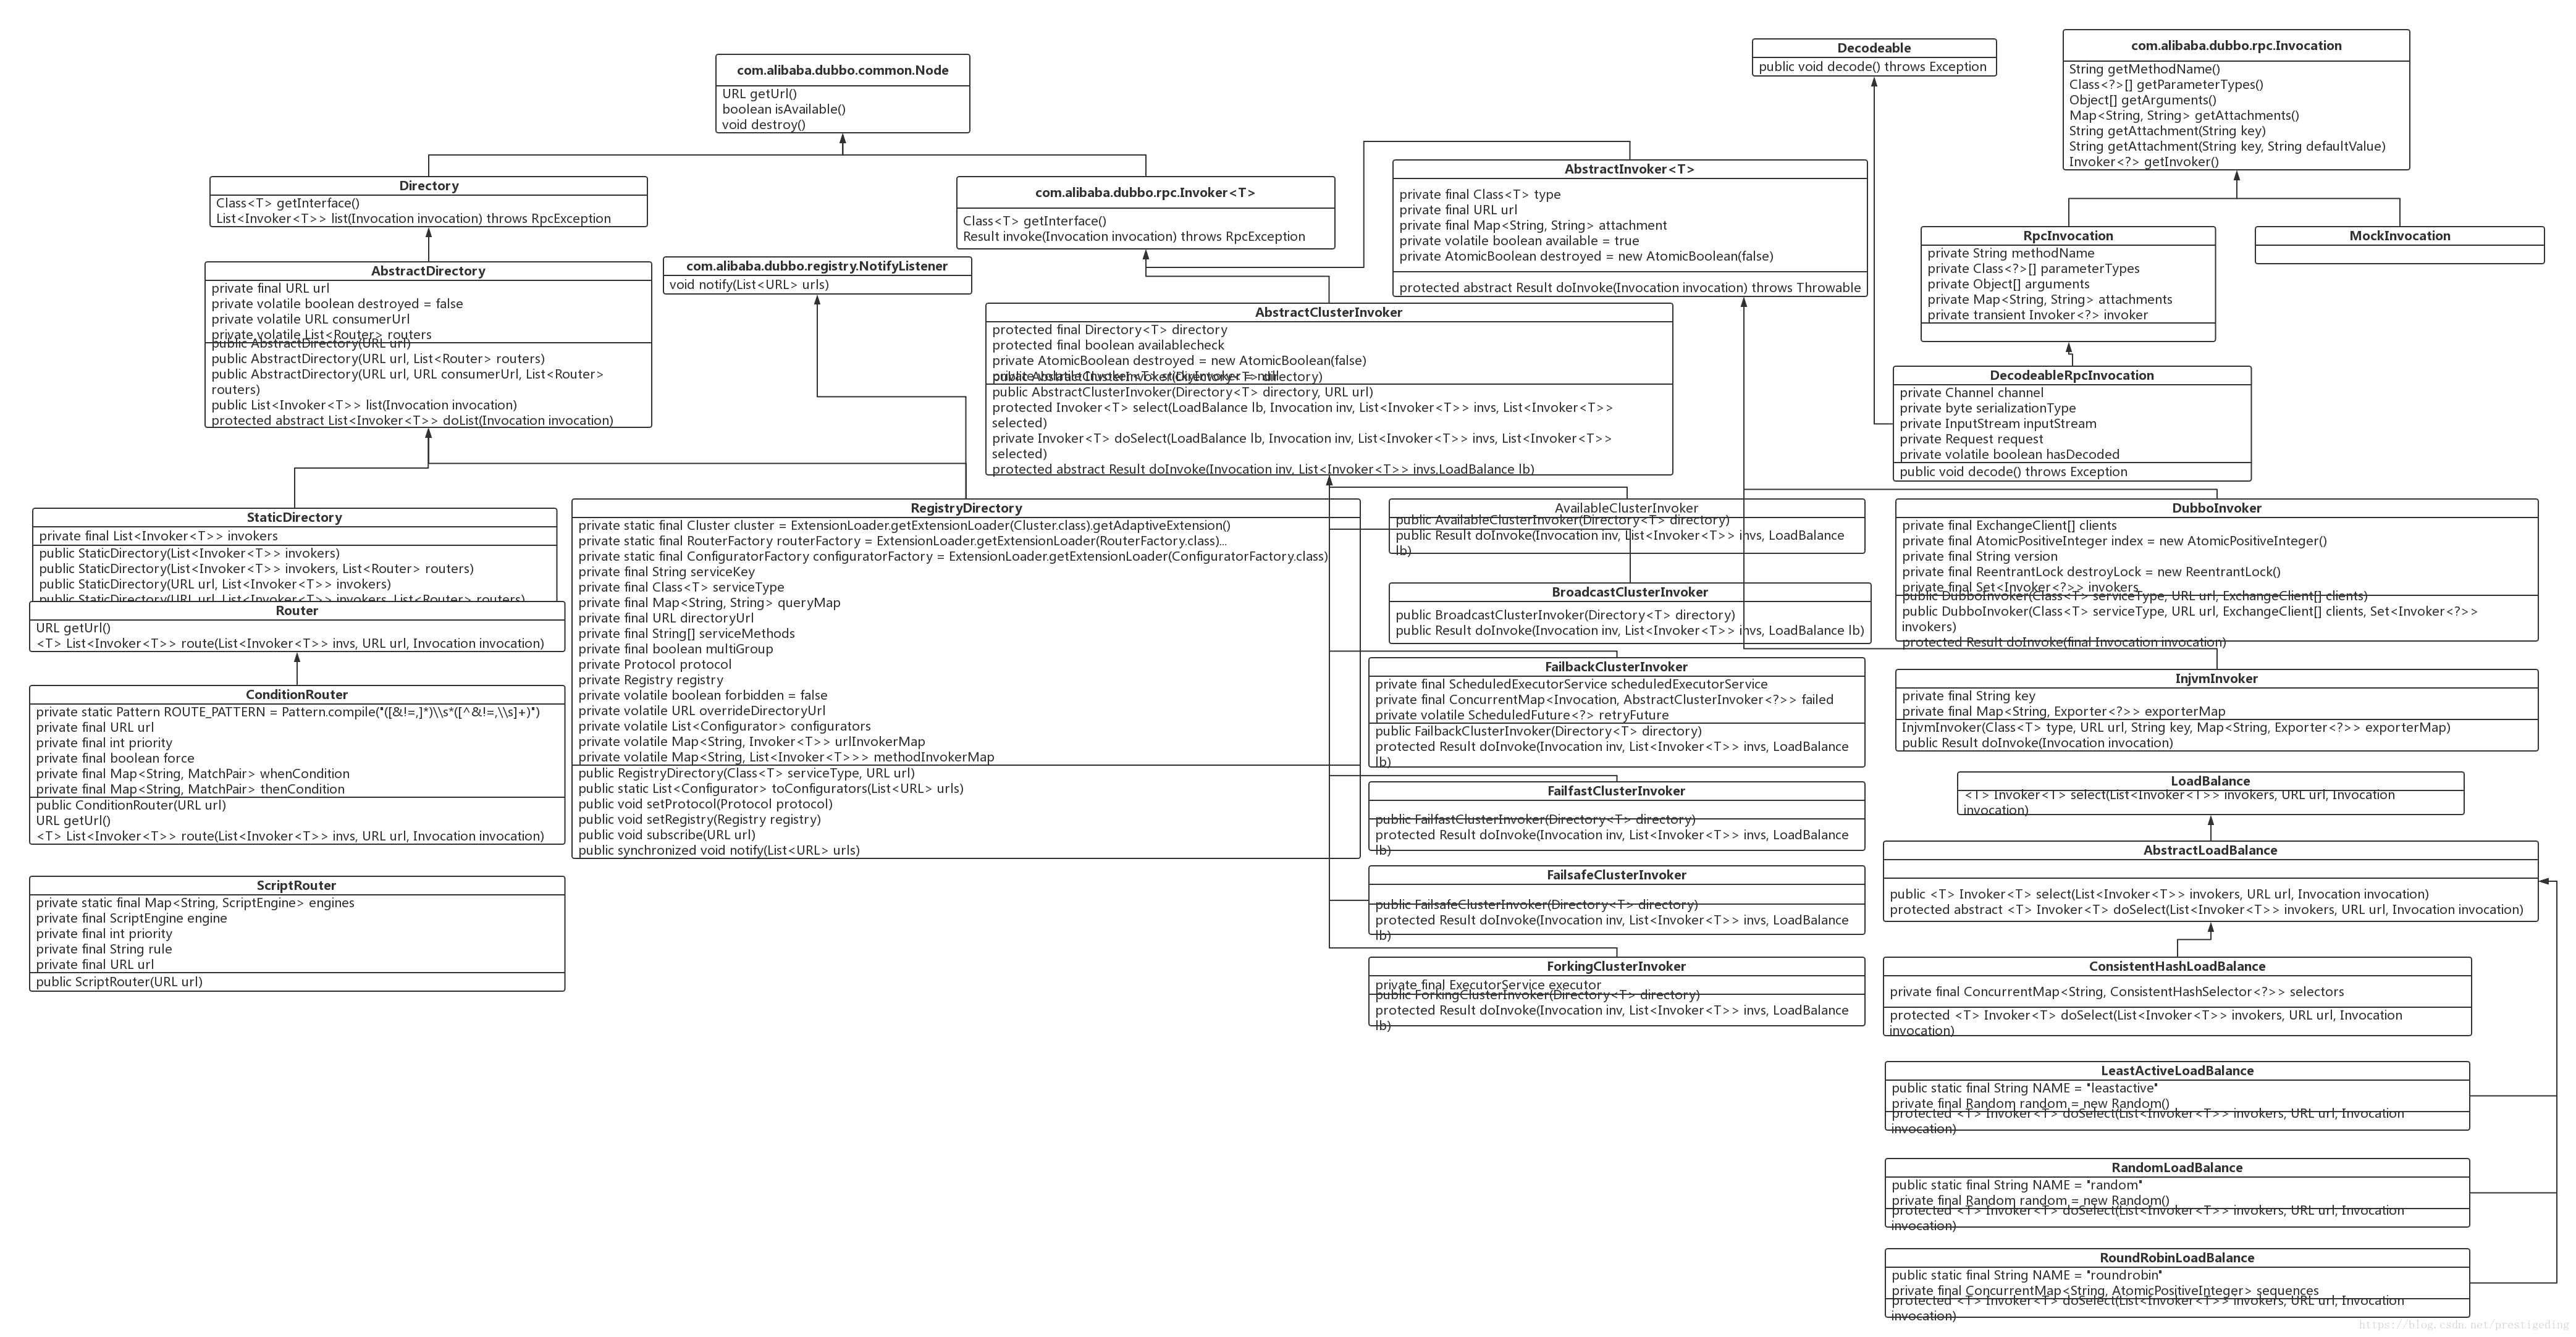 com.alibaba.dubbo.common.Node
URL getUrl()
boolean isAvailable()
void destroy()
Decodeable
public void decode() throws Exception
com.alibaba.dubbo.rpc.Invocation
String getMethodName()
Class<?>[] getParameterTypes()
Object[] getArguments()
Map<String, String> getAttachments()
String getAttachment(String key)
String getAttachment(String key, String defaultValue)
Invoker<?> getInvoker()
Directory
Class<T> getInterface()
List<Invoker<T>> list(Invocation invocation) throws RpcException
com.alibaba.dubbo.rpc.Invoker<T>
Class<T> getInterface()
Result invoke(Invocation invocation) throws RpcException
AbstractInvoker<T>
private final Class<T> type
private final URL url
private final Map<String, String> attachment
private volatile boolean available = true
private AtomicBoolean destroyed = new AtomicBoolean(false)
protected abstract Result doInvoke(Invocation invocation) throws Throwable
RpcInvocation
private String methodName
private Class<?>[] parameterTypes
private Object[] arguments
private Map<String, String> attachments
private transient Invoker<?> invoker
MockInvocation
AbstractDirectory
private final URL url
private volatile boolean destroyed = false
private volatile URL consumerUrl
private volatile List<Router> routers
public AbstractDirectory(URL url)
public AbstractDirectory(URL url, List<Router> routers)
public AbstractDirectory(URL url, URL consumerUrl, List<Router>
routers)
public List<Invoker<T>> list(Invocation invocation)
protected abstract List<Invoker<T>> doList(Invocation invocation)
com.alibaba.dubbo.registry.NotifyListener
void notify(List<URL> urls)
AbstractClusterInvoker
protected final Directory<T> directory
protected final boolean availablecheck
private AtomicBoolean destroyed = new AtomicBoolean(false)
private volatile Invoker<T> stickyInvoker = null
public AbstractClusterInvoker(Directory<T> directory)
public AbstractClusterInvoker(Directory<T> directory, URL url)
protected Invoker<T> select(LoadBalance lb, Invocation inv, List<Invoker<T>> invs, List<Invoker<T>>
selected)
private Invoker<T> doSelect(LoadBalance lb, Invocation inv, List<Invoker<T>> invs, List<Invoker<T>>
selected)
protected abstract Result doInvoke(Invocation inv, List<Invoker<T>> invs,LoadBalance lb)
DecodeableRpcInvocation
private Channel channel
private byte serializationType
private InputStream inputStream
private Request request
private volatile boolean hasDecoded
public void decode() throws Exception
StaticDirectory
private final List<Invoker<T>> invokers
public StaticDirectory(List<Invoker<T>> invokers)
public StaticDirectory(List<Invoker<T>> invokers, List<Router> routers)
public StaticDirectory(URL url, List<Invoker<T>> invokers)
public StaticDirectory(URL url, List<Invoker<T>> invokers, List<Router> routers)
Router
URL getUrl()
<T> List<Invoker<T>> route(List<Invoker<T>> invs, URL url, Invocation invocation)
ConditionRouter
private static Pattern ROUTE_PATTERN = Pattern.compile("([&!=,]*)\\s*([^&!=,\\s]+)")
private final URL url
private final int priority
private final boolean force
private final Map<String, MatchPair> whenCondition
private final Map<String, MatchPair> thenCondition
public ConditionRouter(URL url)
URL getUrl()
<T> List<Invoker<T>> route(List<Invoker<T>> invs, URL url, Invocation invocation)
ScriptRouter
private static final Map<String, ScriptEngine> engines
private final ScriptEngine engine
private final int priority
private final String rule
private final URL url
public ScriptRouter(URL url)
RegistryDirectory
private static final Cluster cluster = ExtensionLoader.getExtensionLoader(Cluster.class).getAdaptiveExtension()
private static final RouterFactory routerFactory = ExtensionLoader.getExtensionLoader(RouterFactory.class)...
private static final ConfiguratorFactory configuratorFactory = ExtensionLoader.getExtensionLoader(ConfiguratorFactory.class)
private final String serviceKey
private final Class<T> serviceType
private final Map<String, String> queryMap
private final URL directoryUrl
private final String[] serviceMethods
private final boolean multiGroup
private Protocol protocol
private Registry registry
private volatile boolean forbidden = false
private volatile URL overrideDirectoryUrl
private volatile List<Configurator> configurators
private volatile Map<String, Invoker<T>> urlInvokerMap
private volatile Map<String, List<Invoker<T>>> methodInvokerMap
public RegistryDirectory(Class<T> serviceType, URL url)
public static List<Configurator> toConfigurators(List<URL> urls)
public void setProtocol(Protocol protocol)
public void setRegistry(Registry registry)
public void subscribe(URL url)
public synchronized void notify(List<URL> urls)
AvailableClusterInvoker
public AvailableClusterInvoker(Directory<T> directory)
public Result doInvoke(Invocation inv, List<Invoker<T>> invs, LoadBalance
lb)
BroadcastClusterInvoker
public BroadcastClusterInvoker(Directory<T> directory)
public Result doInvoke(Invocation inv, List<Invoker<T>> invs, LoadBalance lb)
FailbackClusterInvoker
private final ScheduledExecutorService scheduledExecutorService
private final ConcurrentMap<Invocation, AbstractClusterInvoker<?>> failed
private volatile ScheduledFuture<?> retryFuture
public FailbackClusterInvoker(Directory<T> directory)
protected Result doInvoke(Invocation inv, List<Invoker<T>> invs, LoadBalance
lb)
FailfastClusterInvoker
public FailfastClusterInvoker(Directory<T> directory)
protected Result doInvoke(Invocation inv, List<Invoker<T>> invs, LoadBalance
lb)
FailsafeClusterInvoker
public FailsafeClusterInvoker(Directory<T> directory)
protected Result doInvoke(Invocation inv, List<Invoker<T>> invs, LoadBalance
lb)
ForkingClusterInvoker
private final ExecutorService executor
public ForkingClusterInvoker(Directory<T> directory)
protected Result doInvoke(Invocation inv, List<Invoker<T>> invs, LoadBalance
lb)
DubboInvoker
private final ExchangeClient[] clients
private final AtomicPositiveInteger index = new AtomicPositiveInteger()
private final String version
private final ReentrantLock destroyLock = new ReentrantLock()
private final Set<Invoker<?>> invokers
public DubboInvoker(Class<T> serviceType, URL url, ExchangeClient[] clients)
public DubboInvoker(Class<T> serviceType, URL url, ExchangeClient[] clients, Set<Invoker<?>>
invokers)
protected Result doInvoke(final Invocation invocation)
InjvmInvoker
private final String key
private final Map<String, Exporter<?>> exporterMap
InjvmInvoker(Class<T> type, URL url, String key, Map<String, Exporter<?>> exporterMap)
public Result doInvoke(Invocation invocation)
LoadBalance
<T> Invoker<T> select(List<Invoker<T>> invokers, URL url, Invocation
invocation)
AbstractLoadBalance
public <T> Invoker<T> select(List<Invoker<T>> invokers, URL url, Invocation invocation)
protected abstract <T> Invoker<T> doSelect(List<Invoker<T>> invokers, URL url, Invocation invocation)
ConsistentHashLoadBalance
private final ConcurrentMap<String, ConsistentHashSelector<?>> selectors
protected <T> Invoker<T> doSelect(List<Invoker<T>> invokers, URL url, Invocation
invocation)
LeastActiveLoadBalance
public static final String NAME = "leastactive"
private final Random random = new Random()
protected <T> Invoker<T> doSelect(List<Invoker<T>> invokers, URL url, Invocation
invocation)
RandomLoadBalance
public static final String NAME = "random"
private final Random random = new Random()
protected <T> Invoker<T> doSelect(List<Invoker<T>> invokers, URL url, Invocation
invocation)
RoundRobinLoadBalance
public static final String NAME = "roundrobin"
private final ConcurrentMap<String, AtomicPositiveInteger> sequences
protected <T> Invoker<T> doSelect(List<Invoker<T>> invokers, URL url, Invocation
invocation)
https://blog.csdn.net/prestigeding